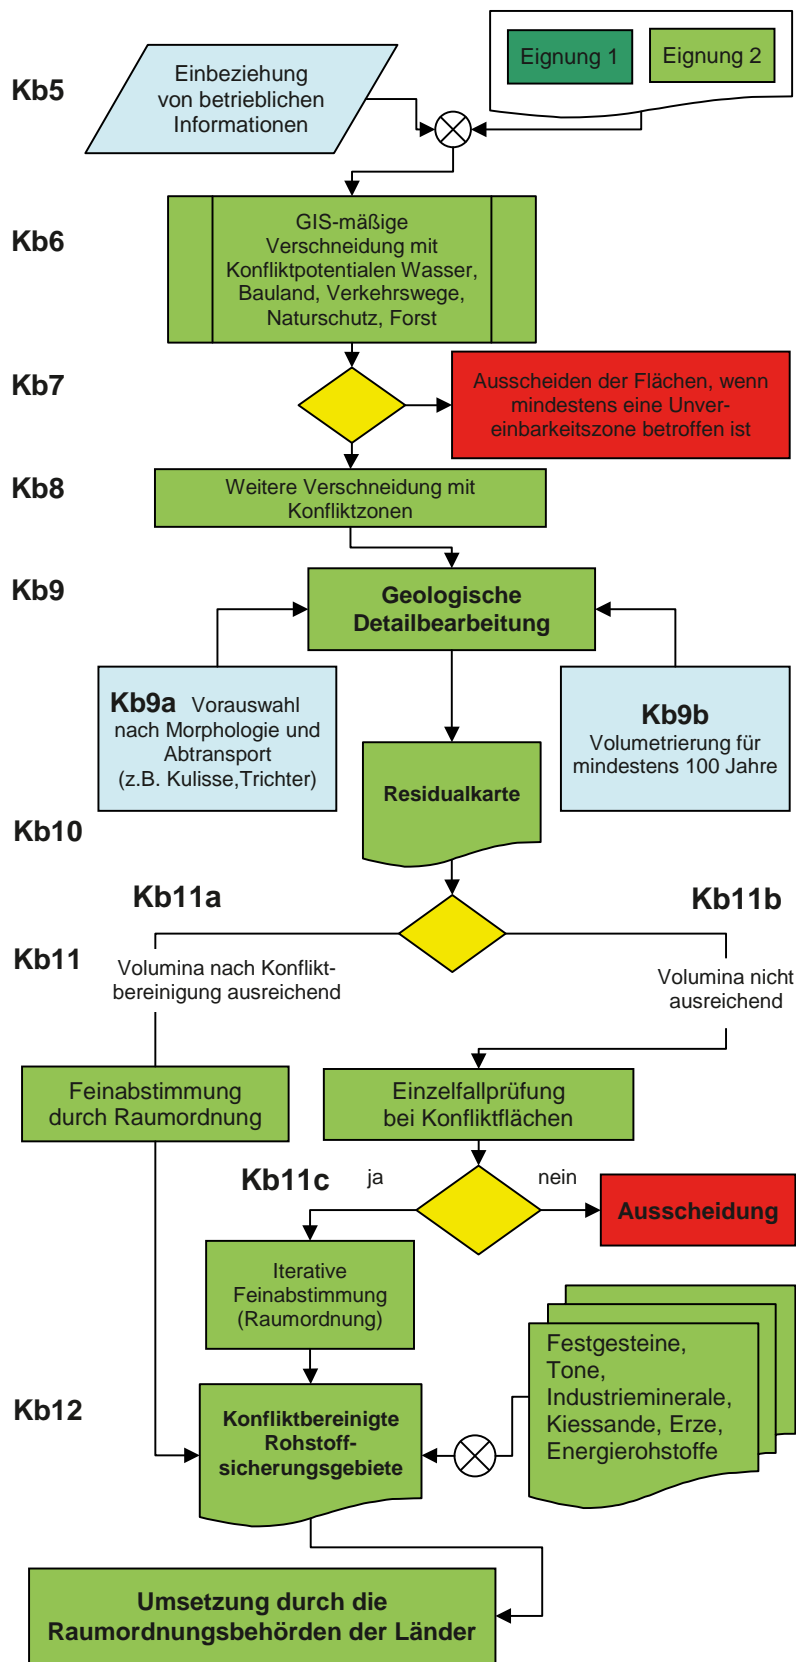 Kb5
Einbeziehung
von betrieblichen
Informationen
Eignung 1
Eignung 2
Kb6
GIS-mäßige
Verschneidung mit
Konfliktpotentialen Wasser,
Bauland, Verkehrswege,
Naturschutz, Forst
Kb7
Ausscheiden der Flächen, wenn
mindestens eine Unver-
einbarkeitszone betroffen ist
Kb8
Weitere Verschneidung mit
Konfliktzonen
Kb9
Geologische
Detailbearbeitung
Kb9a Vorauswahl
nach Morphologie und
Abtransport
(z.B. Kulisse,Trichter)
Kb9b
Volumetrierung für
mindestens 100 Jahre
Residualkarte
Kb10
Kb11a
Kb11b
Kb11
Volumina nach Konflikt-
bereinigung ausreichend
Volumina nicht
ausreichend
Feinabstimmung
durch Raumordnung
Einzelfallprüfung
bei Konfliktflächen
Kb11c
ja
nein
Ausscheidung
Iterative
Feinabstimmung
(Raumordnung)
Festgesteine,
Tone,
Industrieminerale,
Kiessande, Erze,
Energierohstoffe
Kb12
Konfliktbereinigte
Rohstoff-
sicherungsgebiete
Umsetzung durch die
Raumordnungsbehörden der Länder